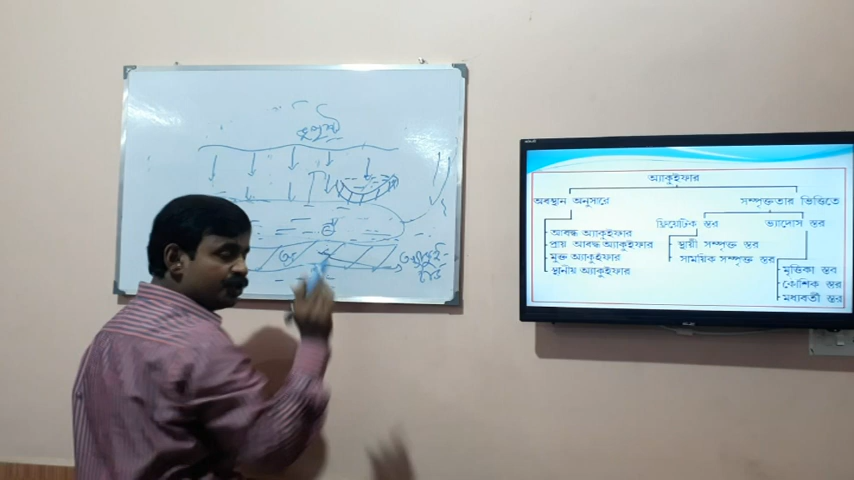 ভূপৃষ্ঠ
অ্যাকুইফার
অবস্থান অনুসারে
সম্পৃক্ততার ভিত্তিতে
আবদ্ধ অ্যাকুইফার
প্রায় আবদ্ধ অ্যাকুইফার
মুক্ত অ্যাকুইফার
স্থানীয় অ্যাকুইফার
ফ্রিয়েটিক স্তর
ভ্যাদোস স্তর
স্থায়ী সম্পৃক্ত স্তর
সাময়িক সম্পৃক্ত স্তর
মৃত্তিকা স্তর
কৌশিক স্তর
মধ্যবর্তী স্তর